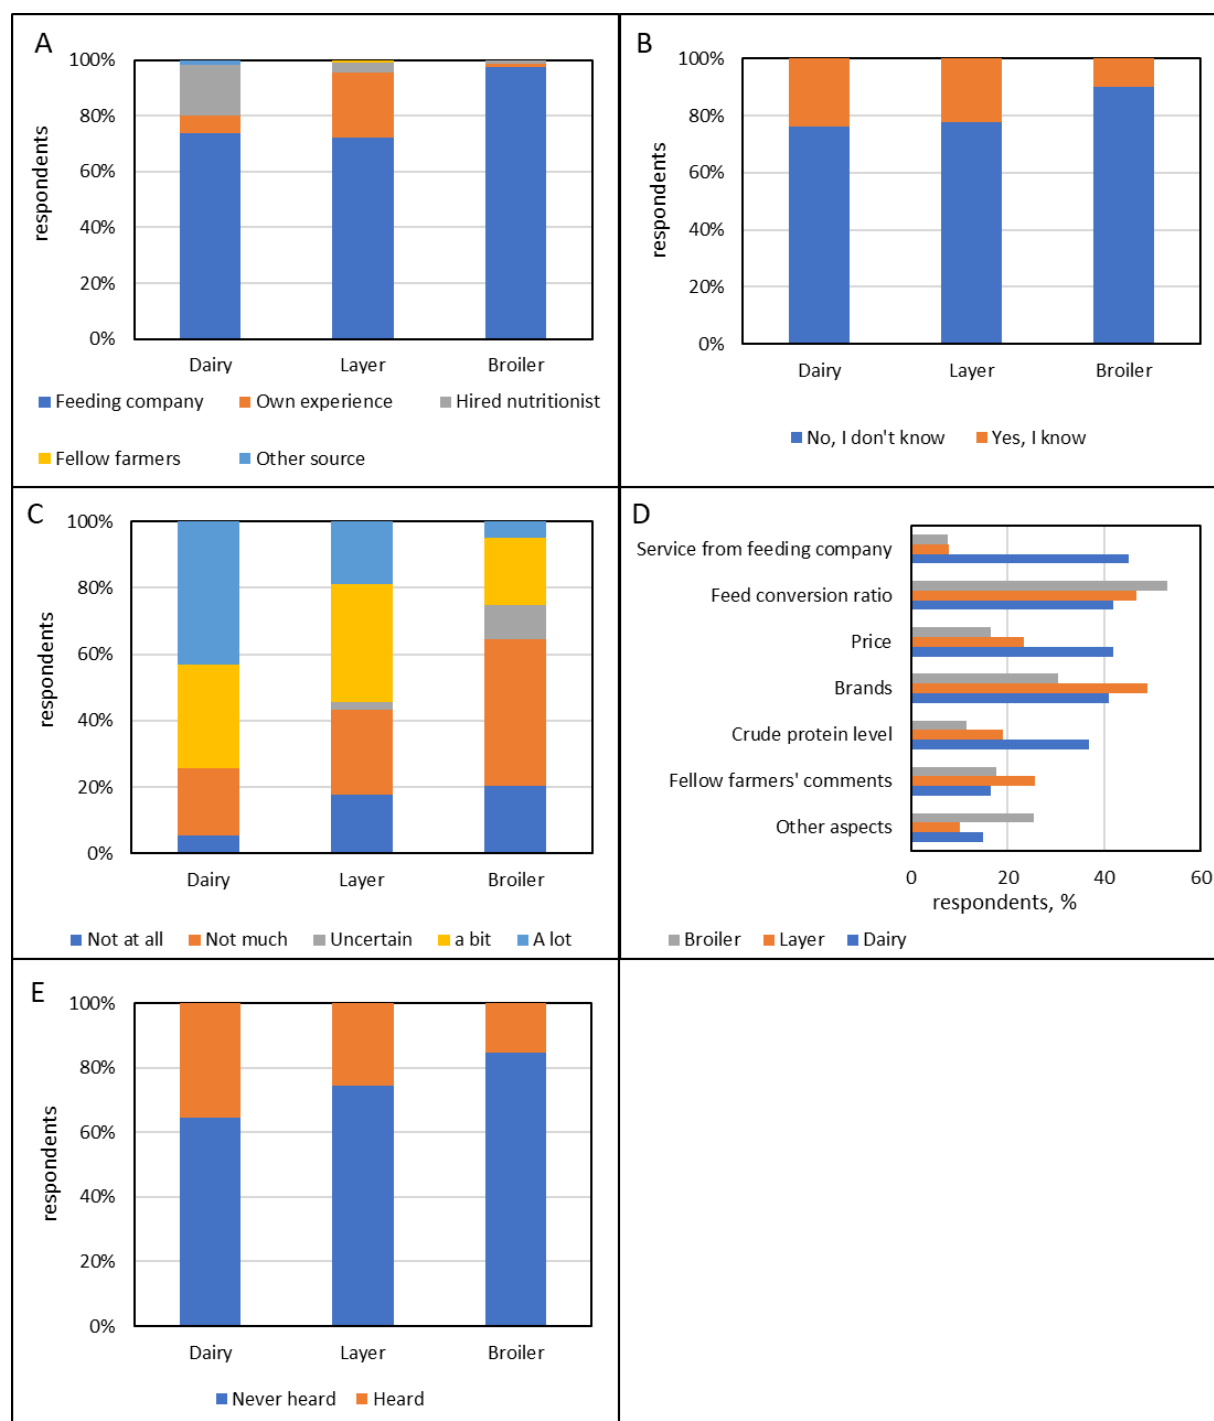 A
100%
80%
60%
40%
20%
0%
respondents
Dairy Layer Broiler
Feeding company Own experience Hired nutritionist
Fellow farmers Other source
B
100%
80%
60%
40%
20%
0%
respondents
Dairy Layer Broiler
No, I don't know Yes, I know
C
100%
80%
60%
40%
20%
0%
respondents
Dairy Layer Broiler
Not at all Not much Uncertain a bit A lot
D
Service from feeding company
Feed conversion ratio
Price
Brands
Crude protein level
Fellow farmers' comments
Other aspects
0 20 40 60
respondents, %
Broiler Layer Dairy
E
100%
80%
60%
40%
20%
0%
respondents
Dairy Layer Broiler
Never heard Heard